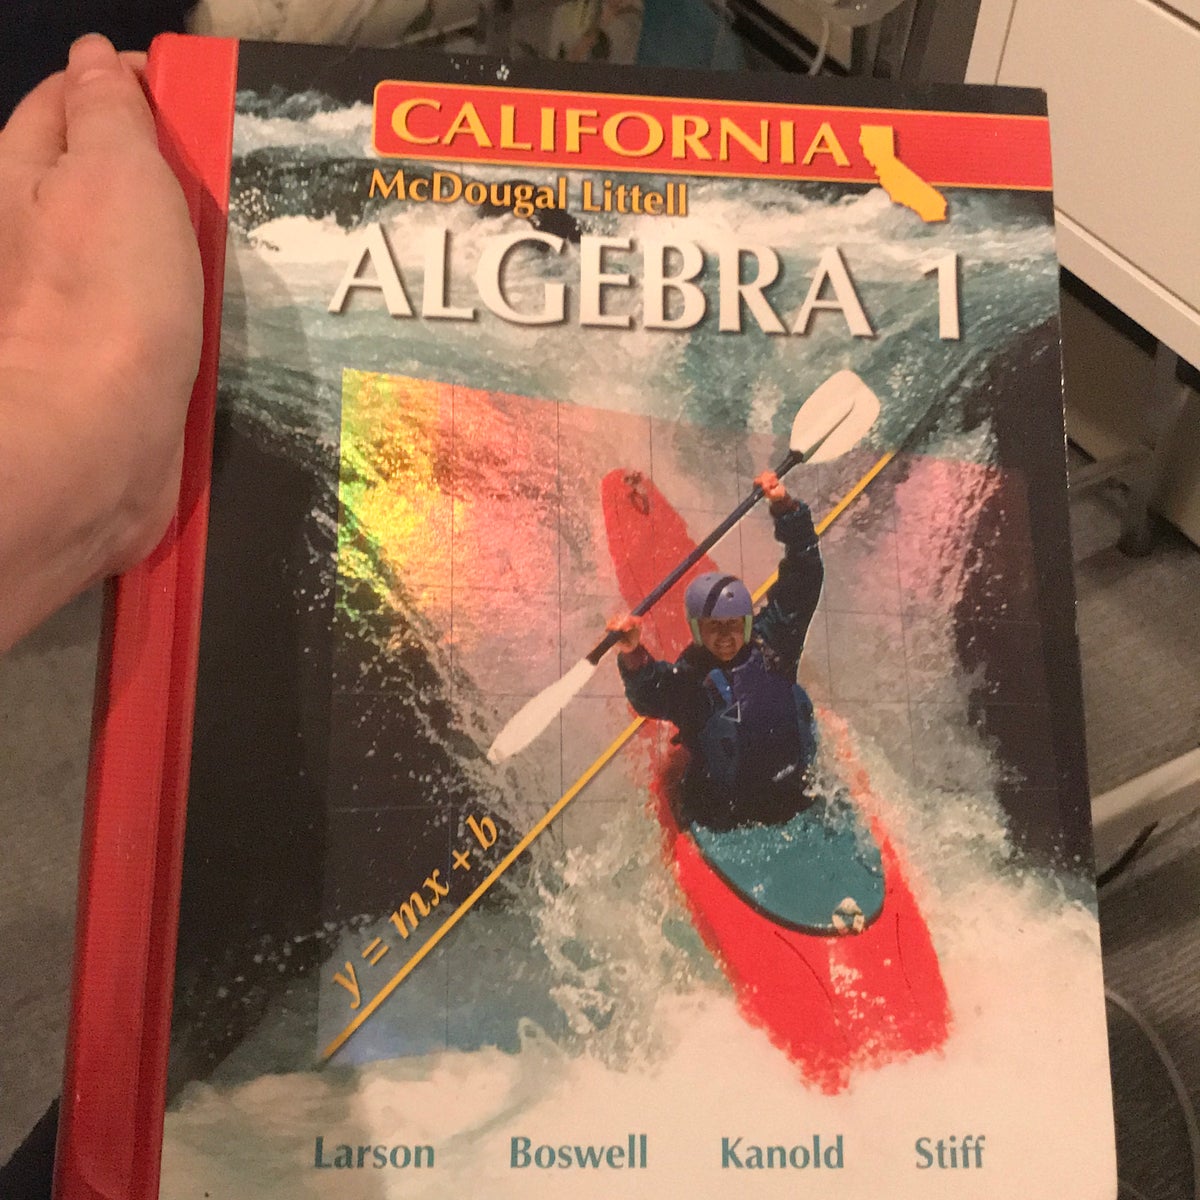 CALIFORNIA
McDougal Littell
ALGEBRA 1
y = mx + b
Larson Boswell Kanold Stiff